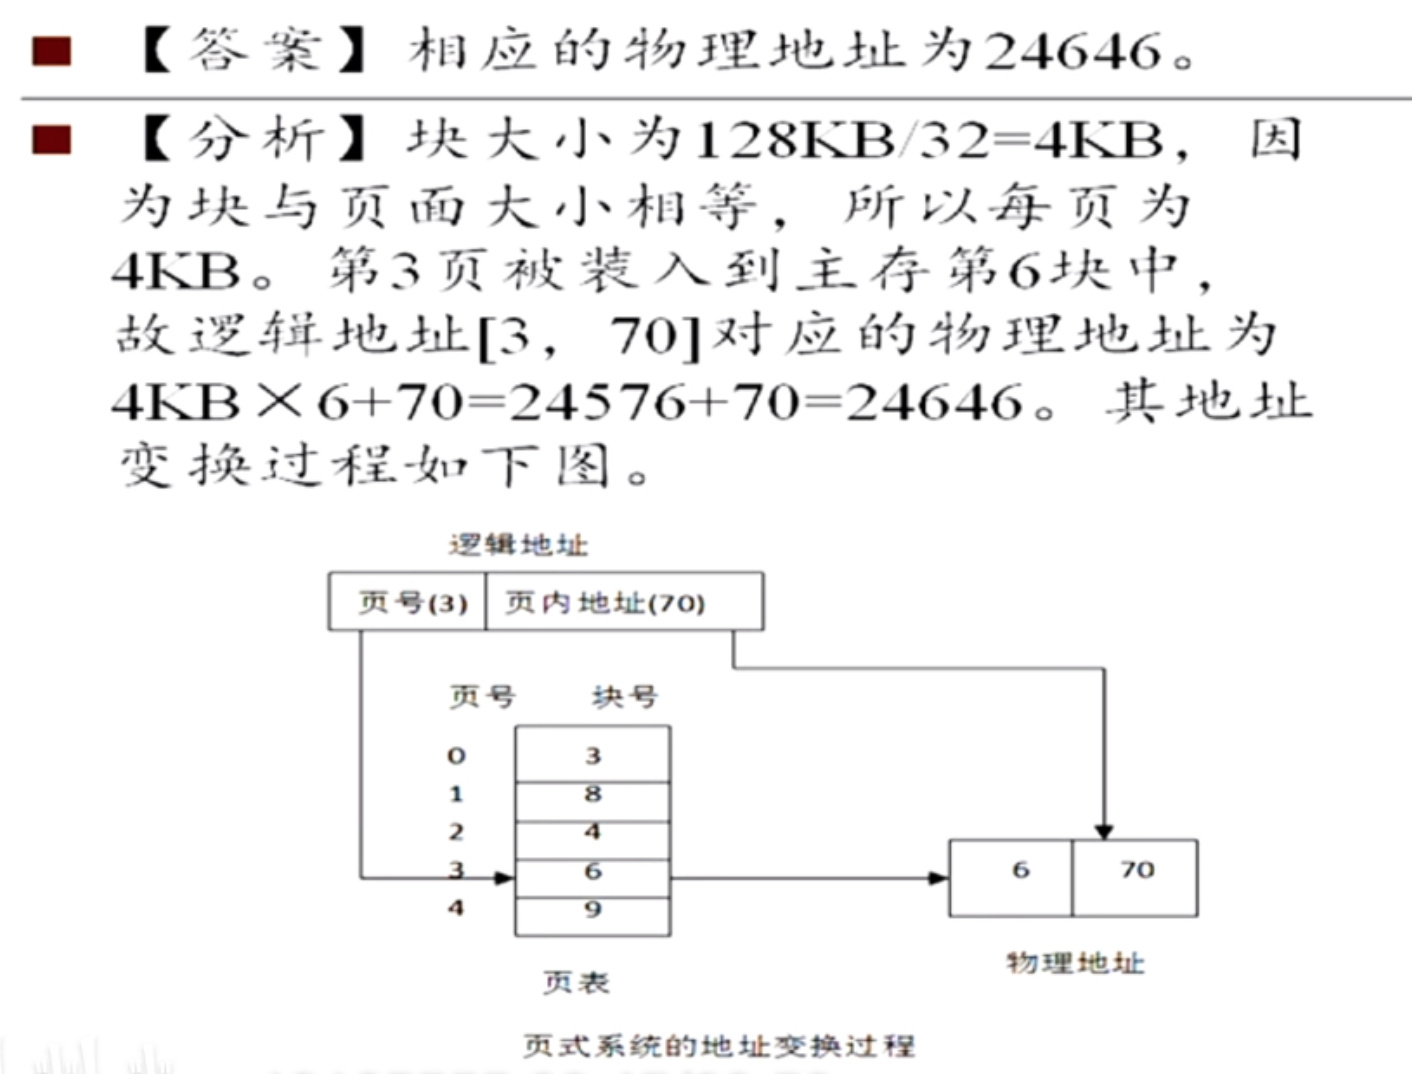 【答案】相应的物理地址为24646。
【分析】块大小为128KB/32=4KB，因
为块与页面大小相等，所以每页为
4KB。第3页被装入到主存第6块中，
故逻辑地址[3，70]对应的物理地址为
4KB×6+70=24576+70=24646。其地址
变换过程如下图。
逻辑地址
页号(3) 页内地址(70)
页号 块号
0 3
1 8
2 4
3 6
4 9
6 70
物理地址
页表
页式系统的地址变换过程